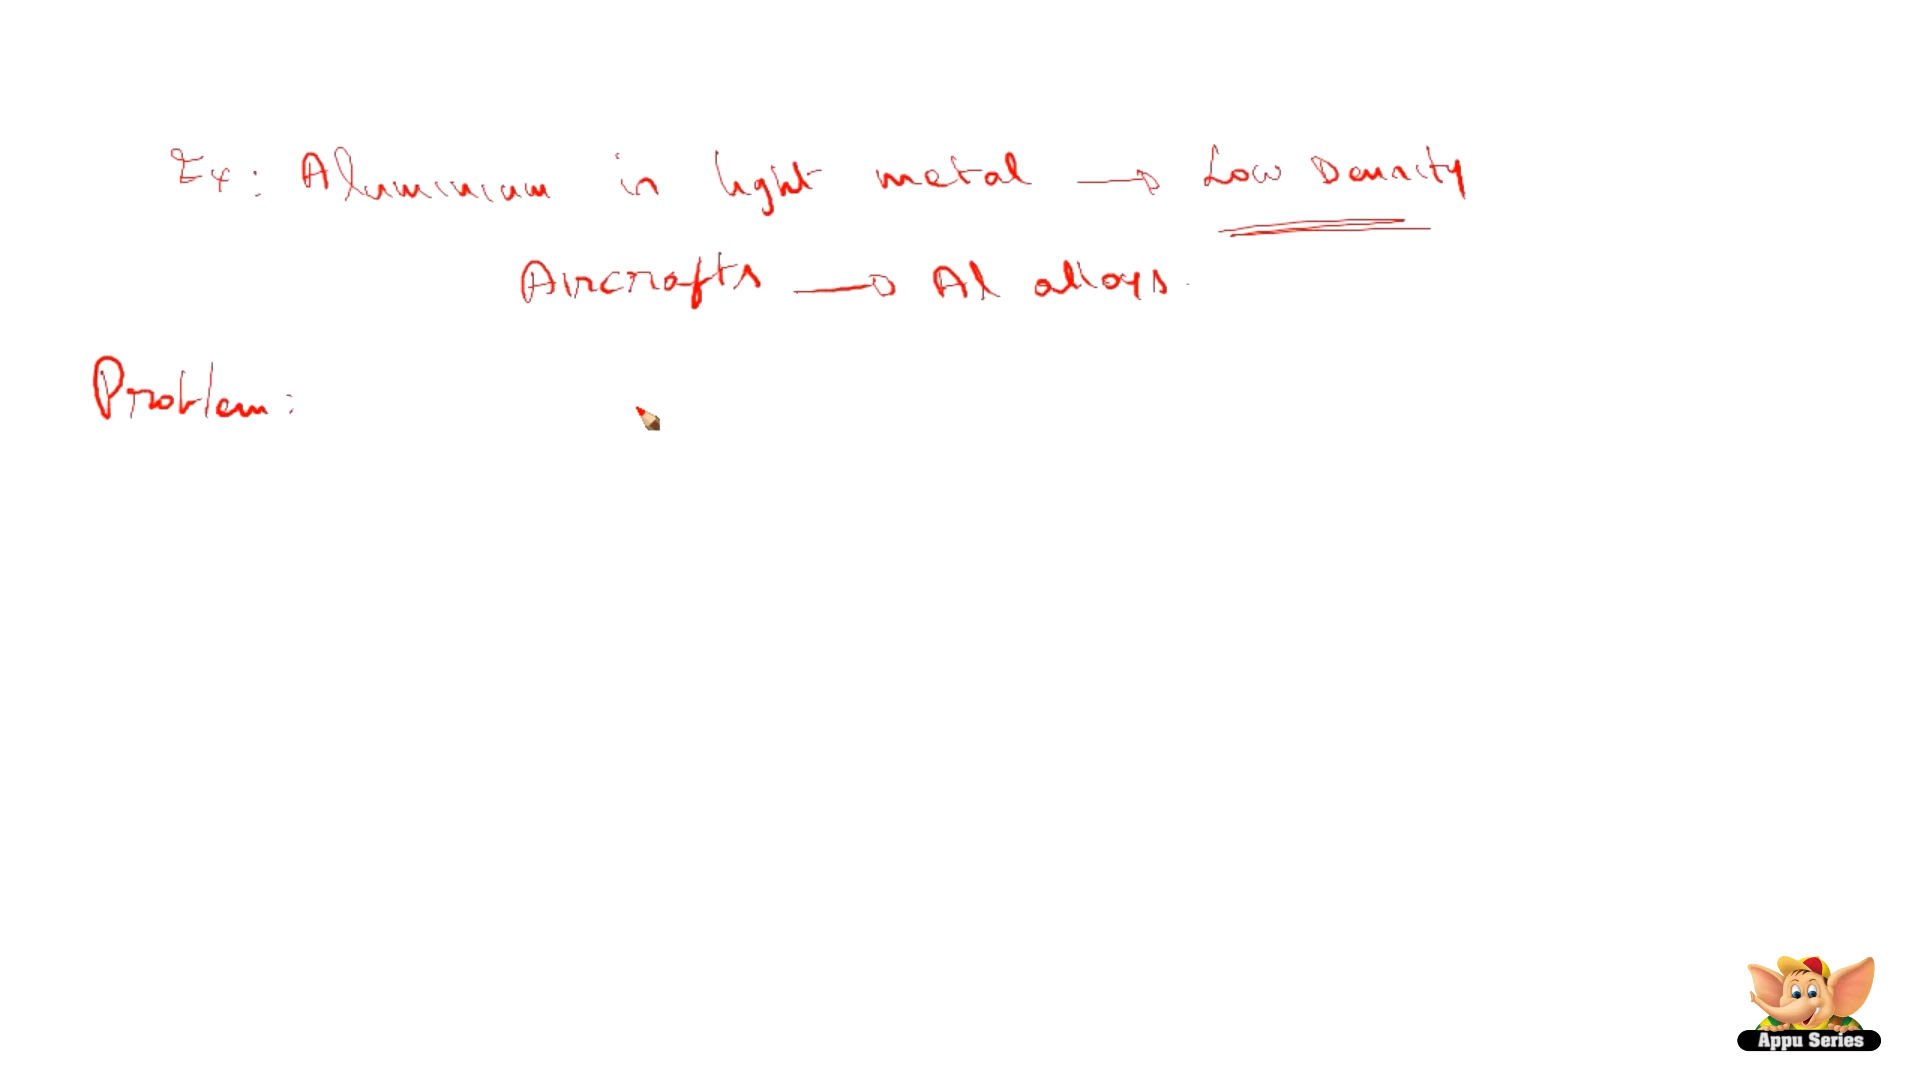 Ex: Aluminium is light metal → Low Density
Aircrafts → Al alloys.
Problem:
Appu Series